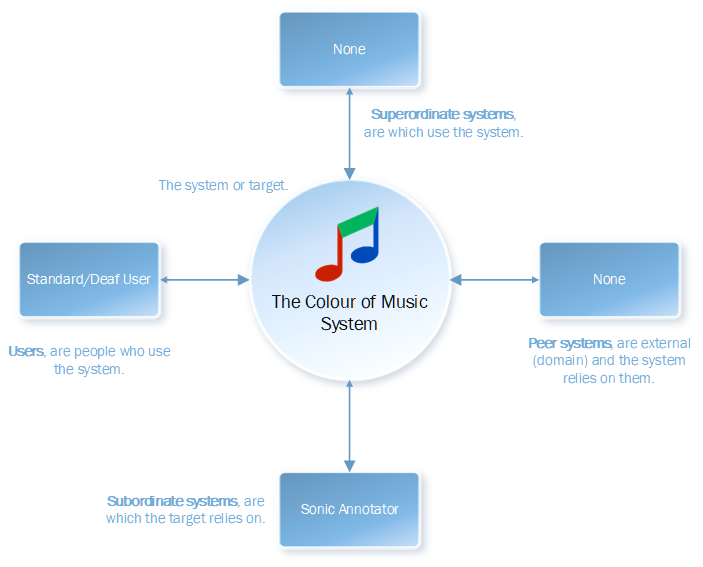 None
Superordinate systems,
are which use the system.
The system or target.
Standard/Deaf User
The Colour of Music
System
None
Users, are people who use
the system.
Peer systems, are external
(domain) and the system
relies on them.
Subordinate systems, are
which the target relies on.
Sonic Annotator